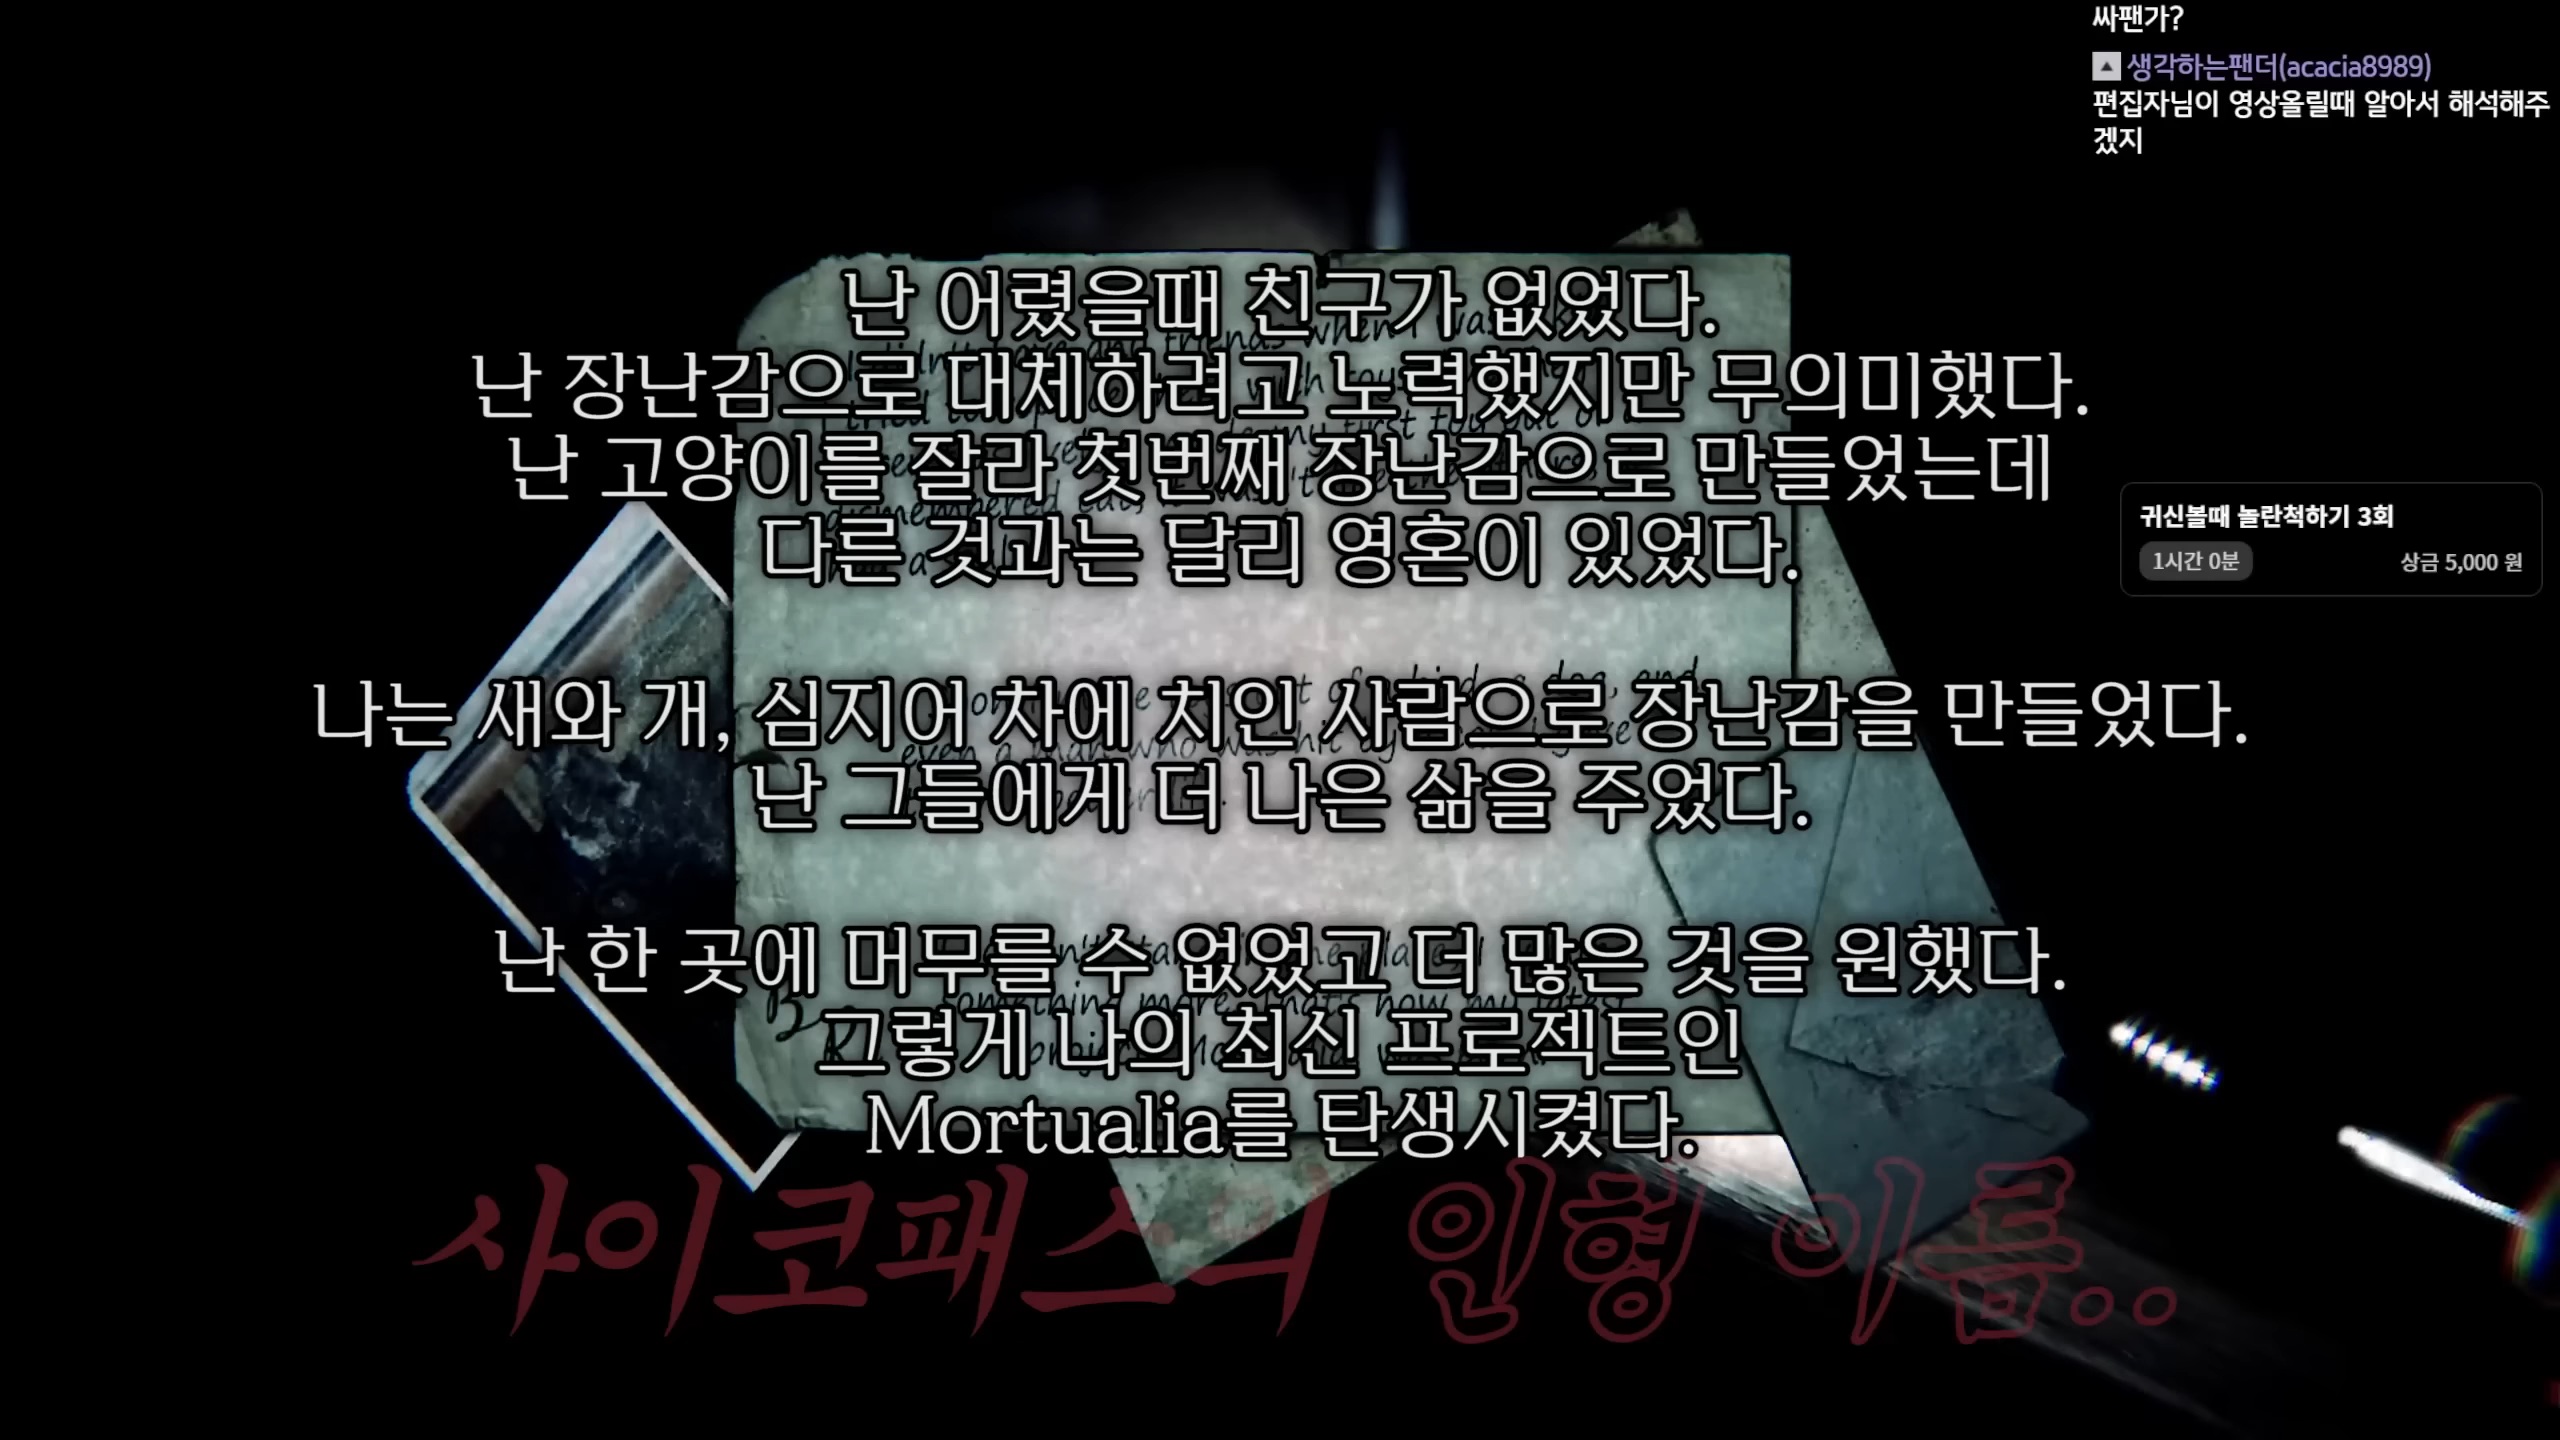 싸팬가?
생각하는팬더(acacia8989)
편집자님이 영상올릴때 알아서 해석해주
겠지
난 어렸을때 친구가 없었다.
난 장난감으로 대체하려고 노력했지만 무의미했다.
난 고양이를 잘라 첫번째 장난감으로 만들었는데
다른 것과는 달리 영혼이 있었다.
귀신볼때 놀란척하기 3회
1시간 0분 상금 5,000 원
나는 새와 개, 심지어 차에 치인 사람으로 장난감을 만들었다.
난 그들에게 더 나은 삶을 주었다.
난 한 곳에 머무를 수 없었고 더 많은 것을 원했다.
그렇게 나의 최신 프로젝트인
Mortualia를 탄생시켰다.
사이코패스의 인형 이름..